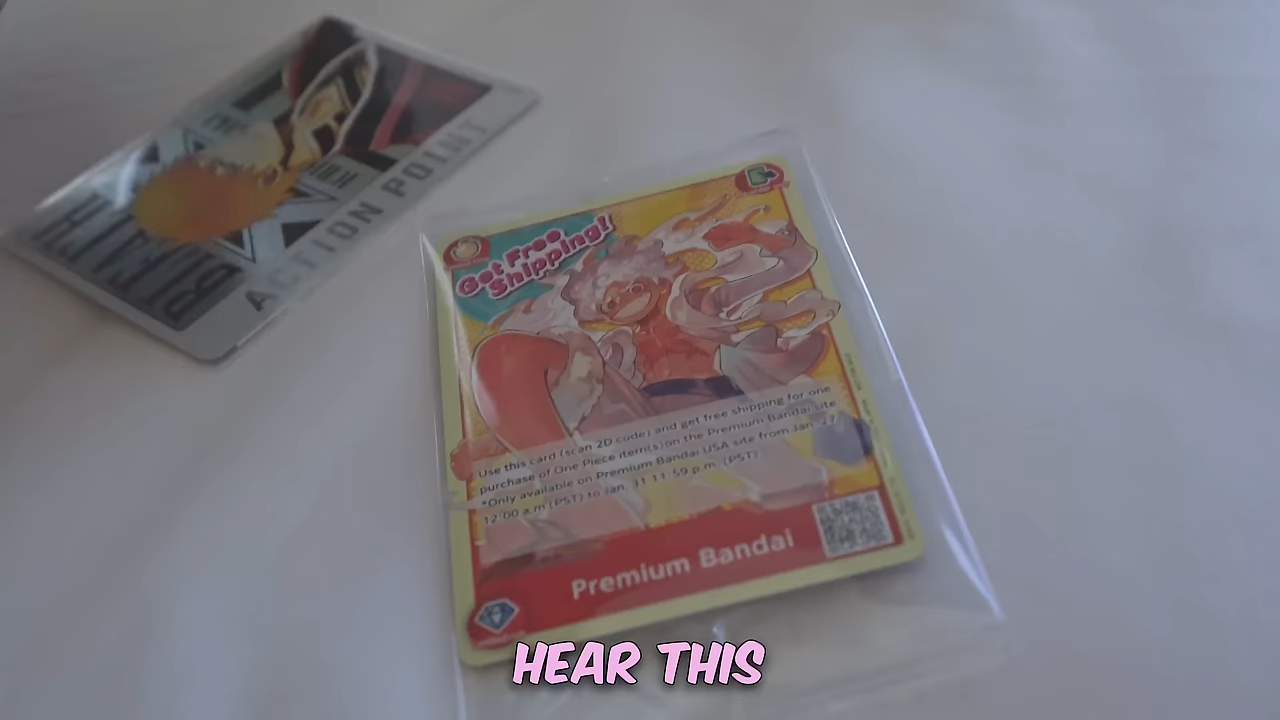 ACTION POINT
Get Free
Shipping!
Use this card (scan 2D code) and get free shipping for one
purchase of One Piece item(s) on the Premium Bandai site
*Only available on Premium Bandai USA site from Jan. 27
12:00 a.m (PST) to Jan. 31 11:59 p.m. (PST)
Premium Bandai
HEAR THIS